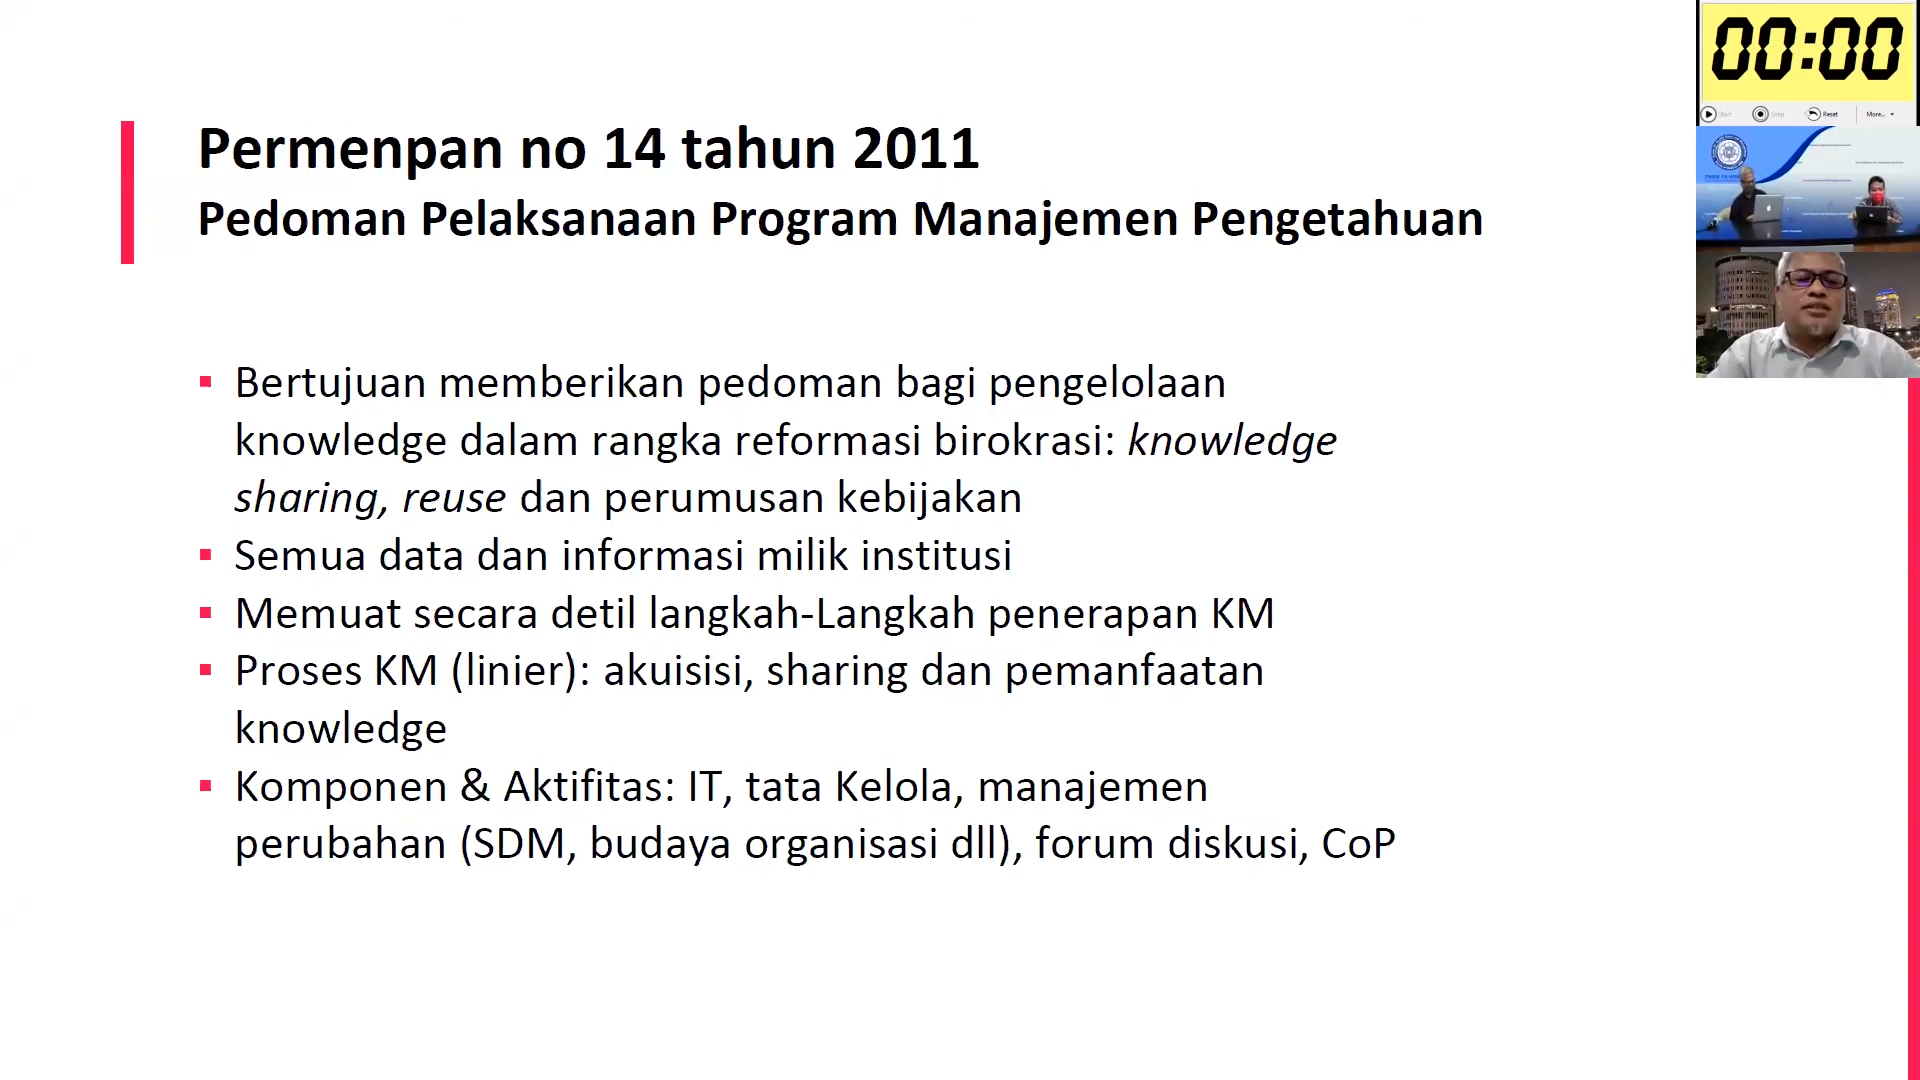 Permenpan no 14 tahun 2011
Pedoman Pelaksanaan Program Manajemen Pengetahuan
Bertujuan memberikan pedoman bagi pengelolaan
knowledge dalam rangka reformasi birokrasi: knowledge
sharing, reuse dan perumusan kebijakan
Semua data dan informasi milik institusi
Memuat secara detil langkah-Langkah penerapan KM
Proses KM (linier): akuisisi, sharing dan pemanfaatan
knowledge
Komponen & Aktifitas: IT, tata Kelola, manajemen
perubahan (SDM, budaya organisasi dll), forum diskusi, CoP
00:00
Start Stop Reset More...